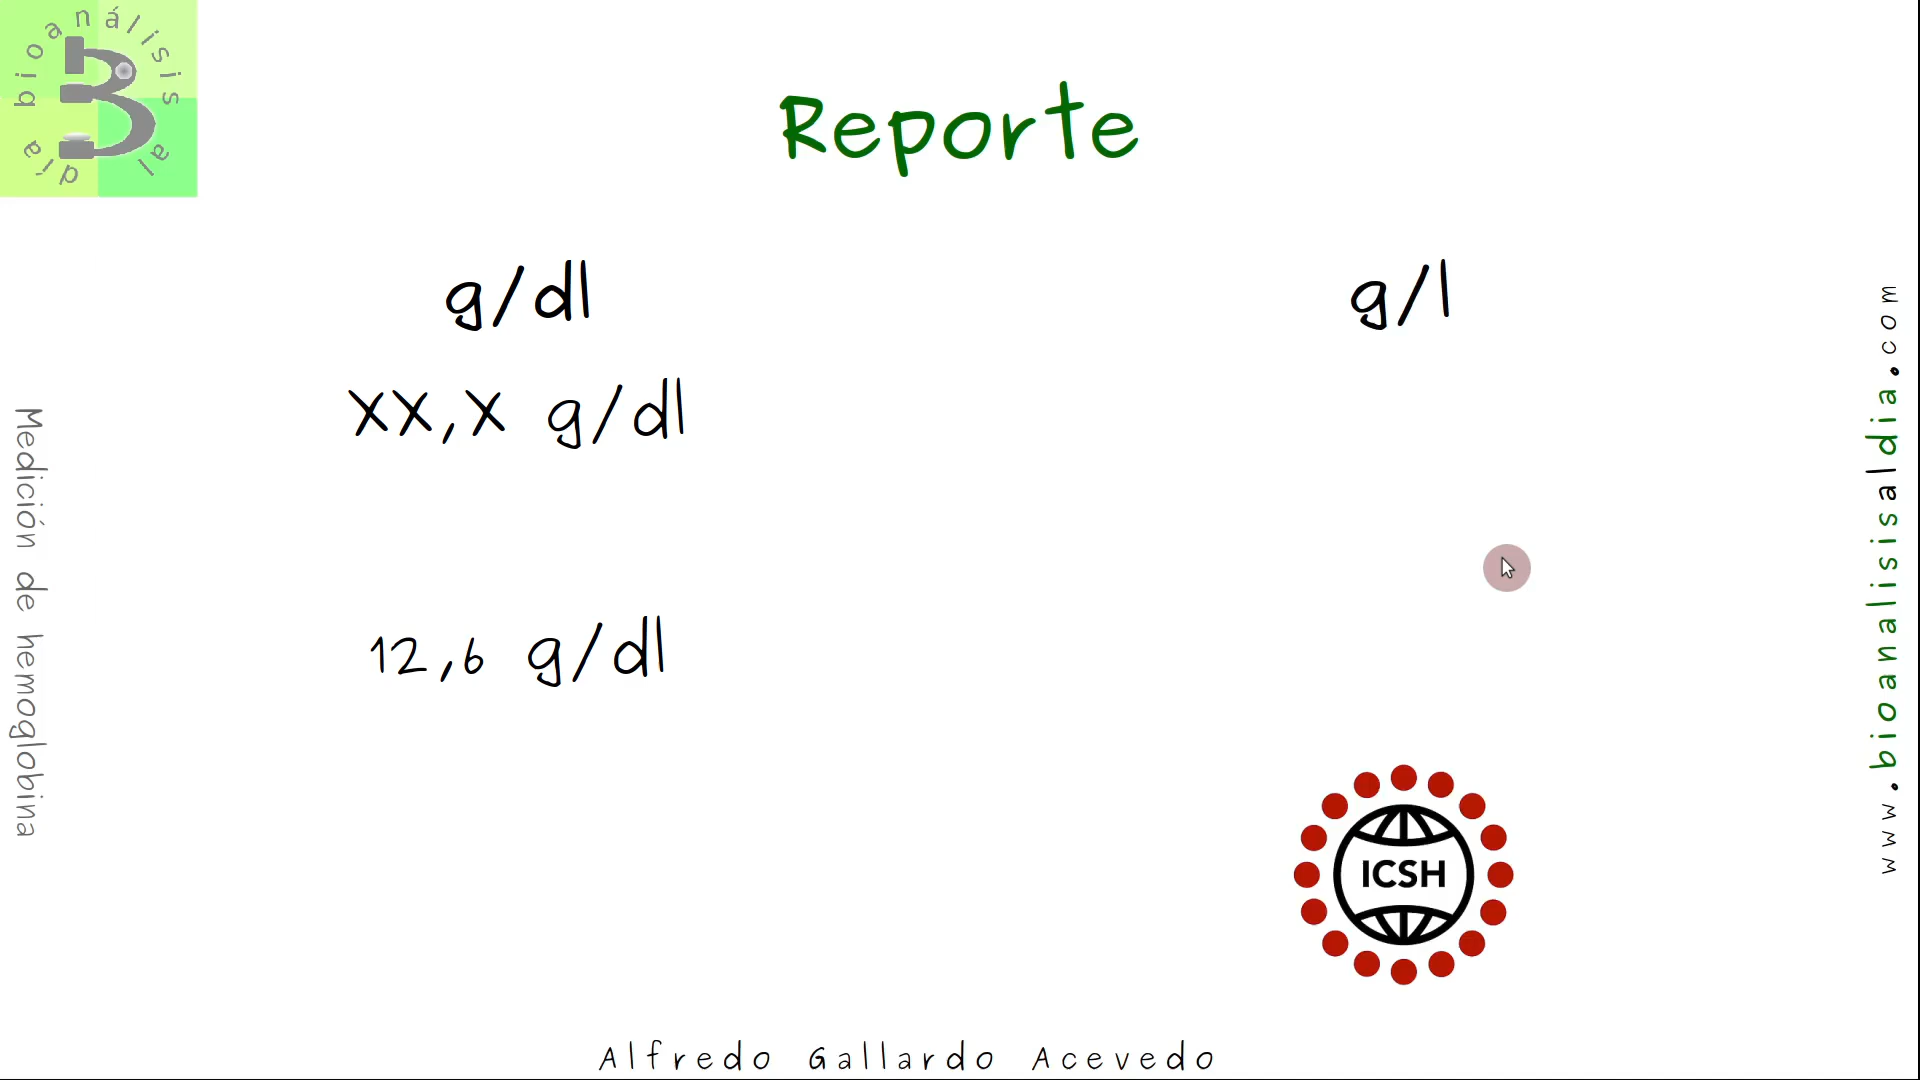 bioanálisis al día
Reporte
g/dl
g/l
XX,X g/dl
12,6 g/dl
ICSH
Medición de hemoglobina
www.bioanalisisaldia.com
Alfredo Gallardo Acevedo